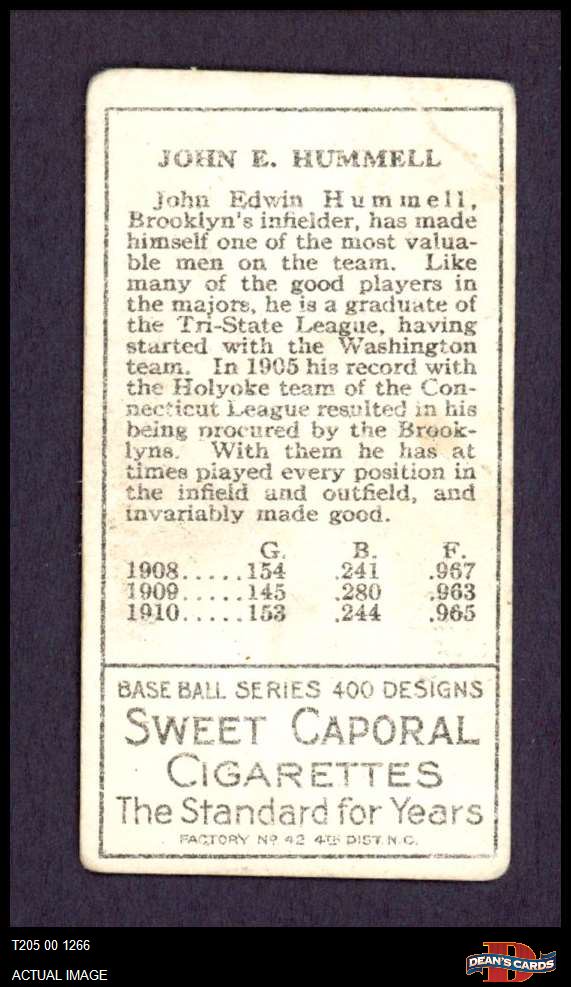 JOHN E. HUMMELL
John Edwin Hummell,
Brooklyn's infielder, has made
himself one of the most valua-
ble men on the team. Like
many of the good players in
the majors, he is a graduate of
the Tri-State League, having
started with the Washington
team. In 1905 his record with
the Holyoke team of the Con-
necticut League resulted in his
being procured by the Brook-
lyns. With them he has at
times played every position in
the infield and outfield, and
invariably made good.
G. B. F.
1908.....154 .241 .967
1909.....145 .280 .963
1910.....153 .244 .965
BASE BALL SERIES 400 DESIGNS
SWEET CAPORAL
CIGARETTES
The Standard for Years
FACTORY No 42 4TH DIST. N.C.
T205 00 1266
ACTUAL IMAGE
DEAN'S CARDS